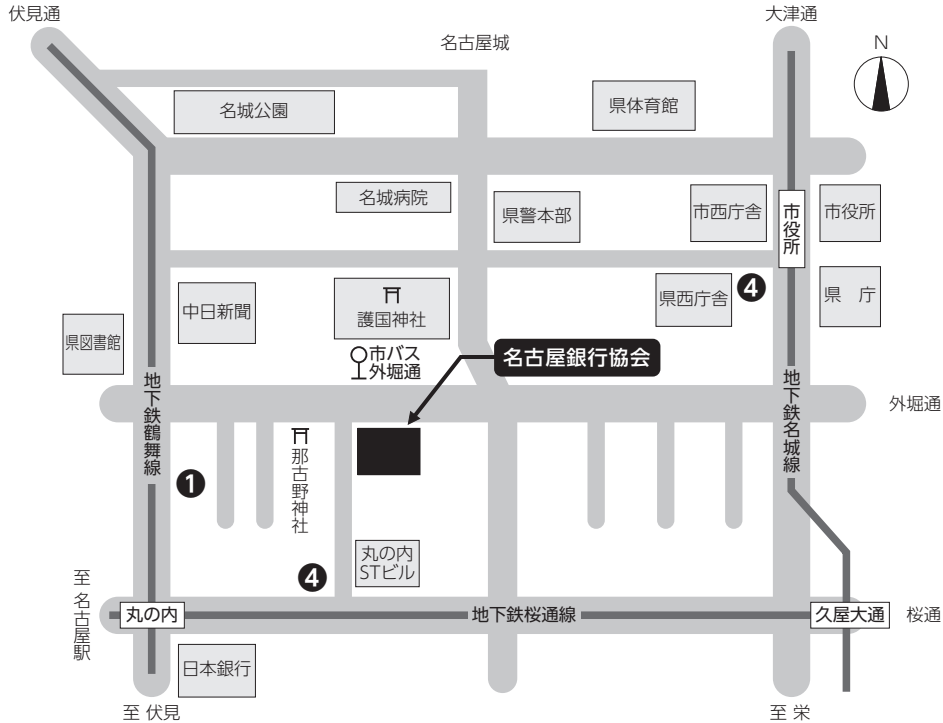 伏見通
大津通
名古屋城
N
名城公園
県体育館
名城病院
県警本部
市西庁舎
市役所
市役所
中日新聞
護国神社
県西庁舎
❹
県 庁
県図書館
市バス
外堀通
名古屋銀行協会
地下鉄鶴舞線
地下鉄名城線
外堀通
那古野神社
❶
丸の内
STビル
❹
至 名古屋駅
丸の内
地下鉄桜通線
久屋大通
桜通
日本銀行
至 伏見
至 栄